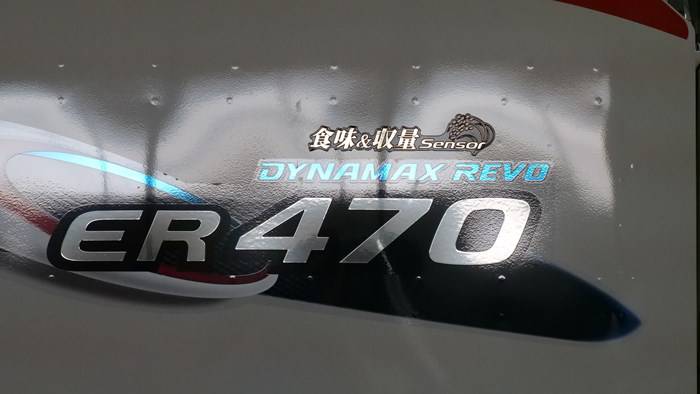 食味&収量Sensor
DYNAMAX REVO
ER470